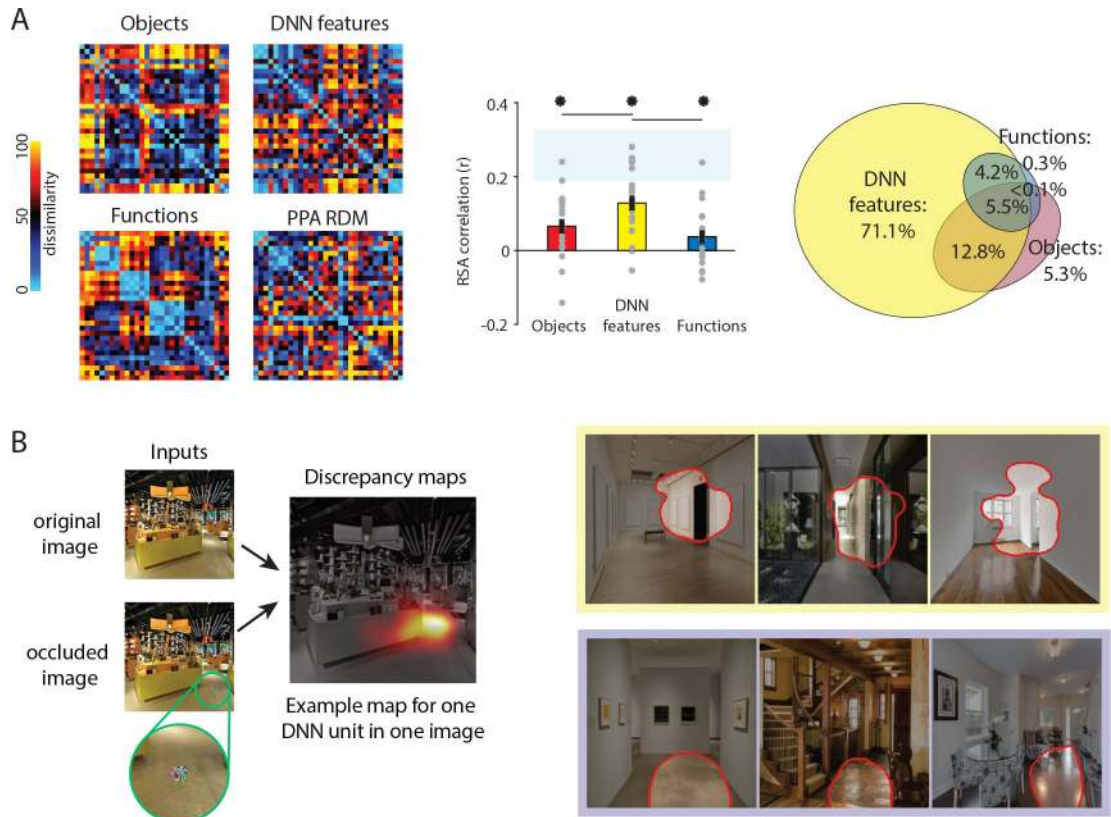 A
Objects
DNN features
Functions
PPA RDM
100
50
0
dissimilarity
RSA correlation (r)
0.4
0.2
0
-0.2
Objects
DNN
features
Functions
DNN
features:
71.1%
Functions:
0.3%
4.2%
<0.1%
5.5%
12.8%
Objects:
5.3%
B
Inputs
original
image
occluded
image
Discrepancy maps
Example map for one
DNN unit in one image